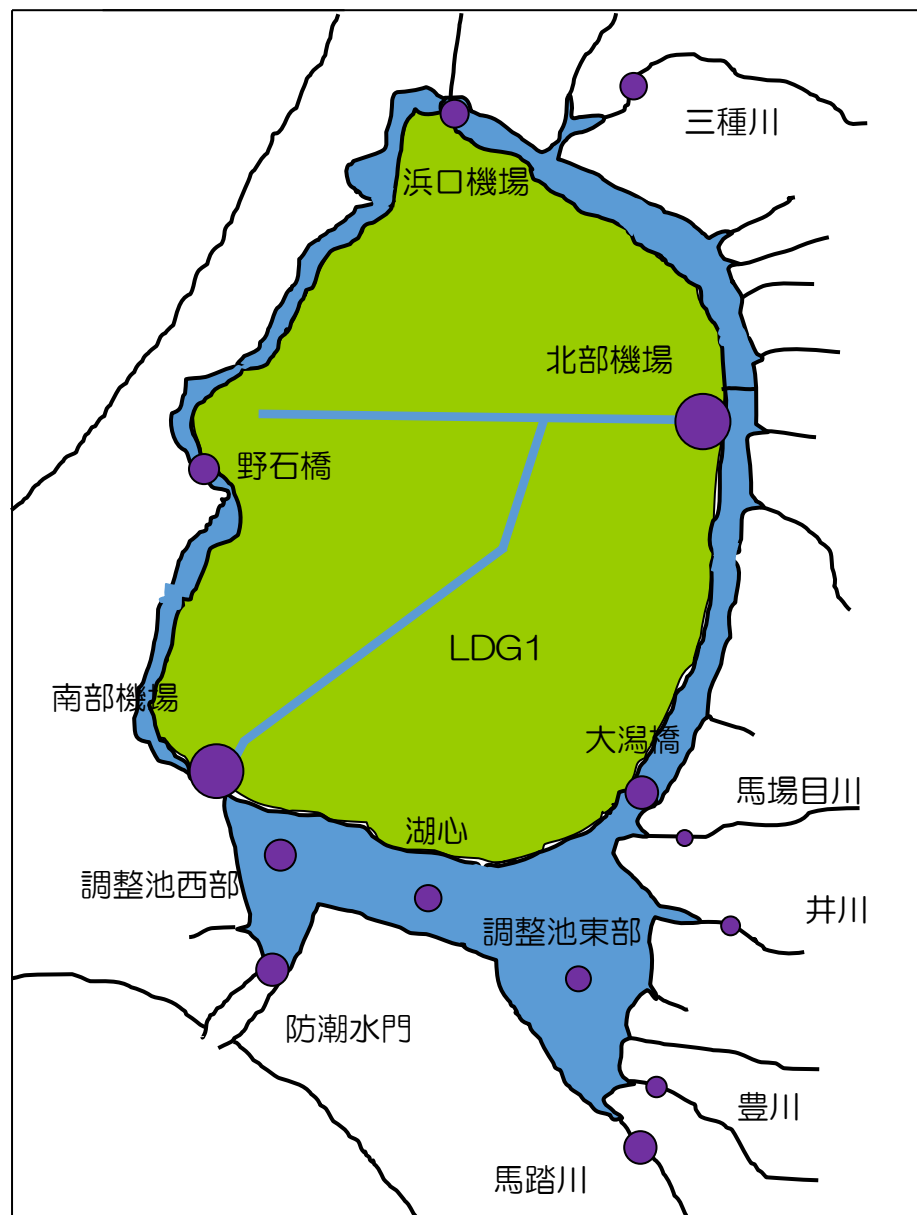 三種川
浜口機場
北部機場
野石橋
LDG1
南部機場
大潟橋
馬場目川
湖心
調整池西部
井川
調整池東部
防潮水門
豊川
馬踏川